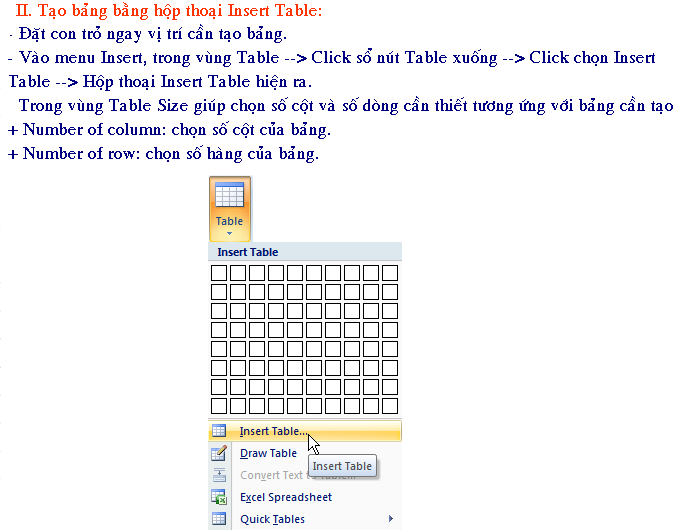 II. Tạo bảng bằng hộp thoại Insert Table:
- Đặt con trỏ ngay vị trí cần tạo bảng.
- Vào menu Insert, trong vùng Table --> Click sổ nút Table xuống --> Click chọn Insert
Table --> Hộp thoại Insert Table hiện ra.
Trong vùng Table Size giúp chọn số cột và số dòng cần thiết tương ứng với bảng cần tạo
+ Number of column: chọn số cột của bảng.
+ Number of row: chọn số hàng của bảng.
Table
Insert Table
Insert Table...
Draw Table
Insert Table
Convert Text to Table...
Excel Spreadsheet
Quick Tables